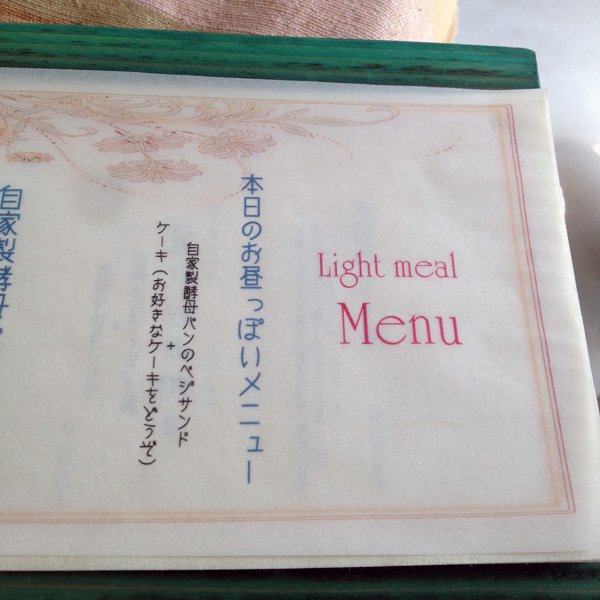 Light meal
Menu
本日のお昼っぽいメニュー
自家製酵母パンのベジサンド
+
ケーキ(お好きなケーキをどうぞ)
自家製酵母